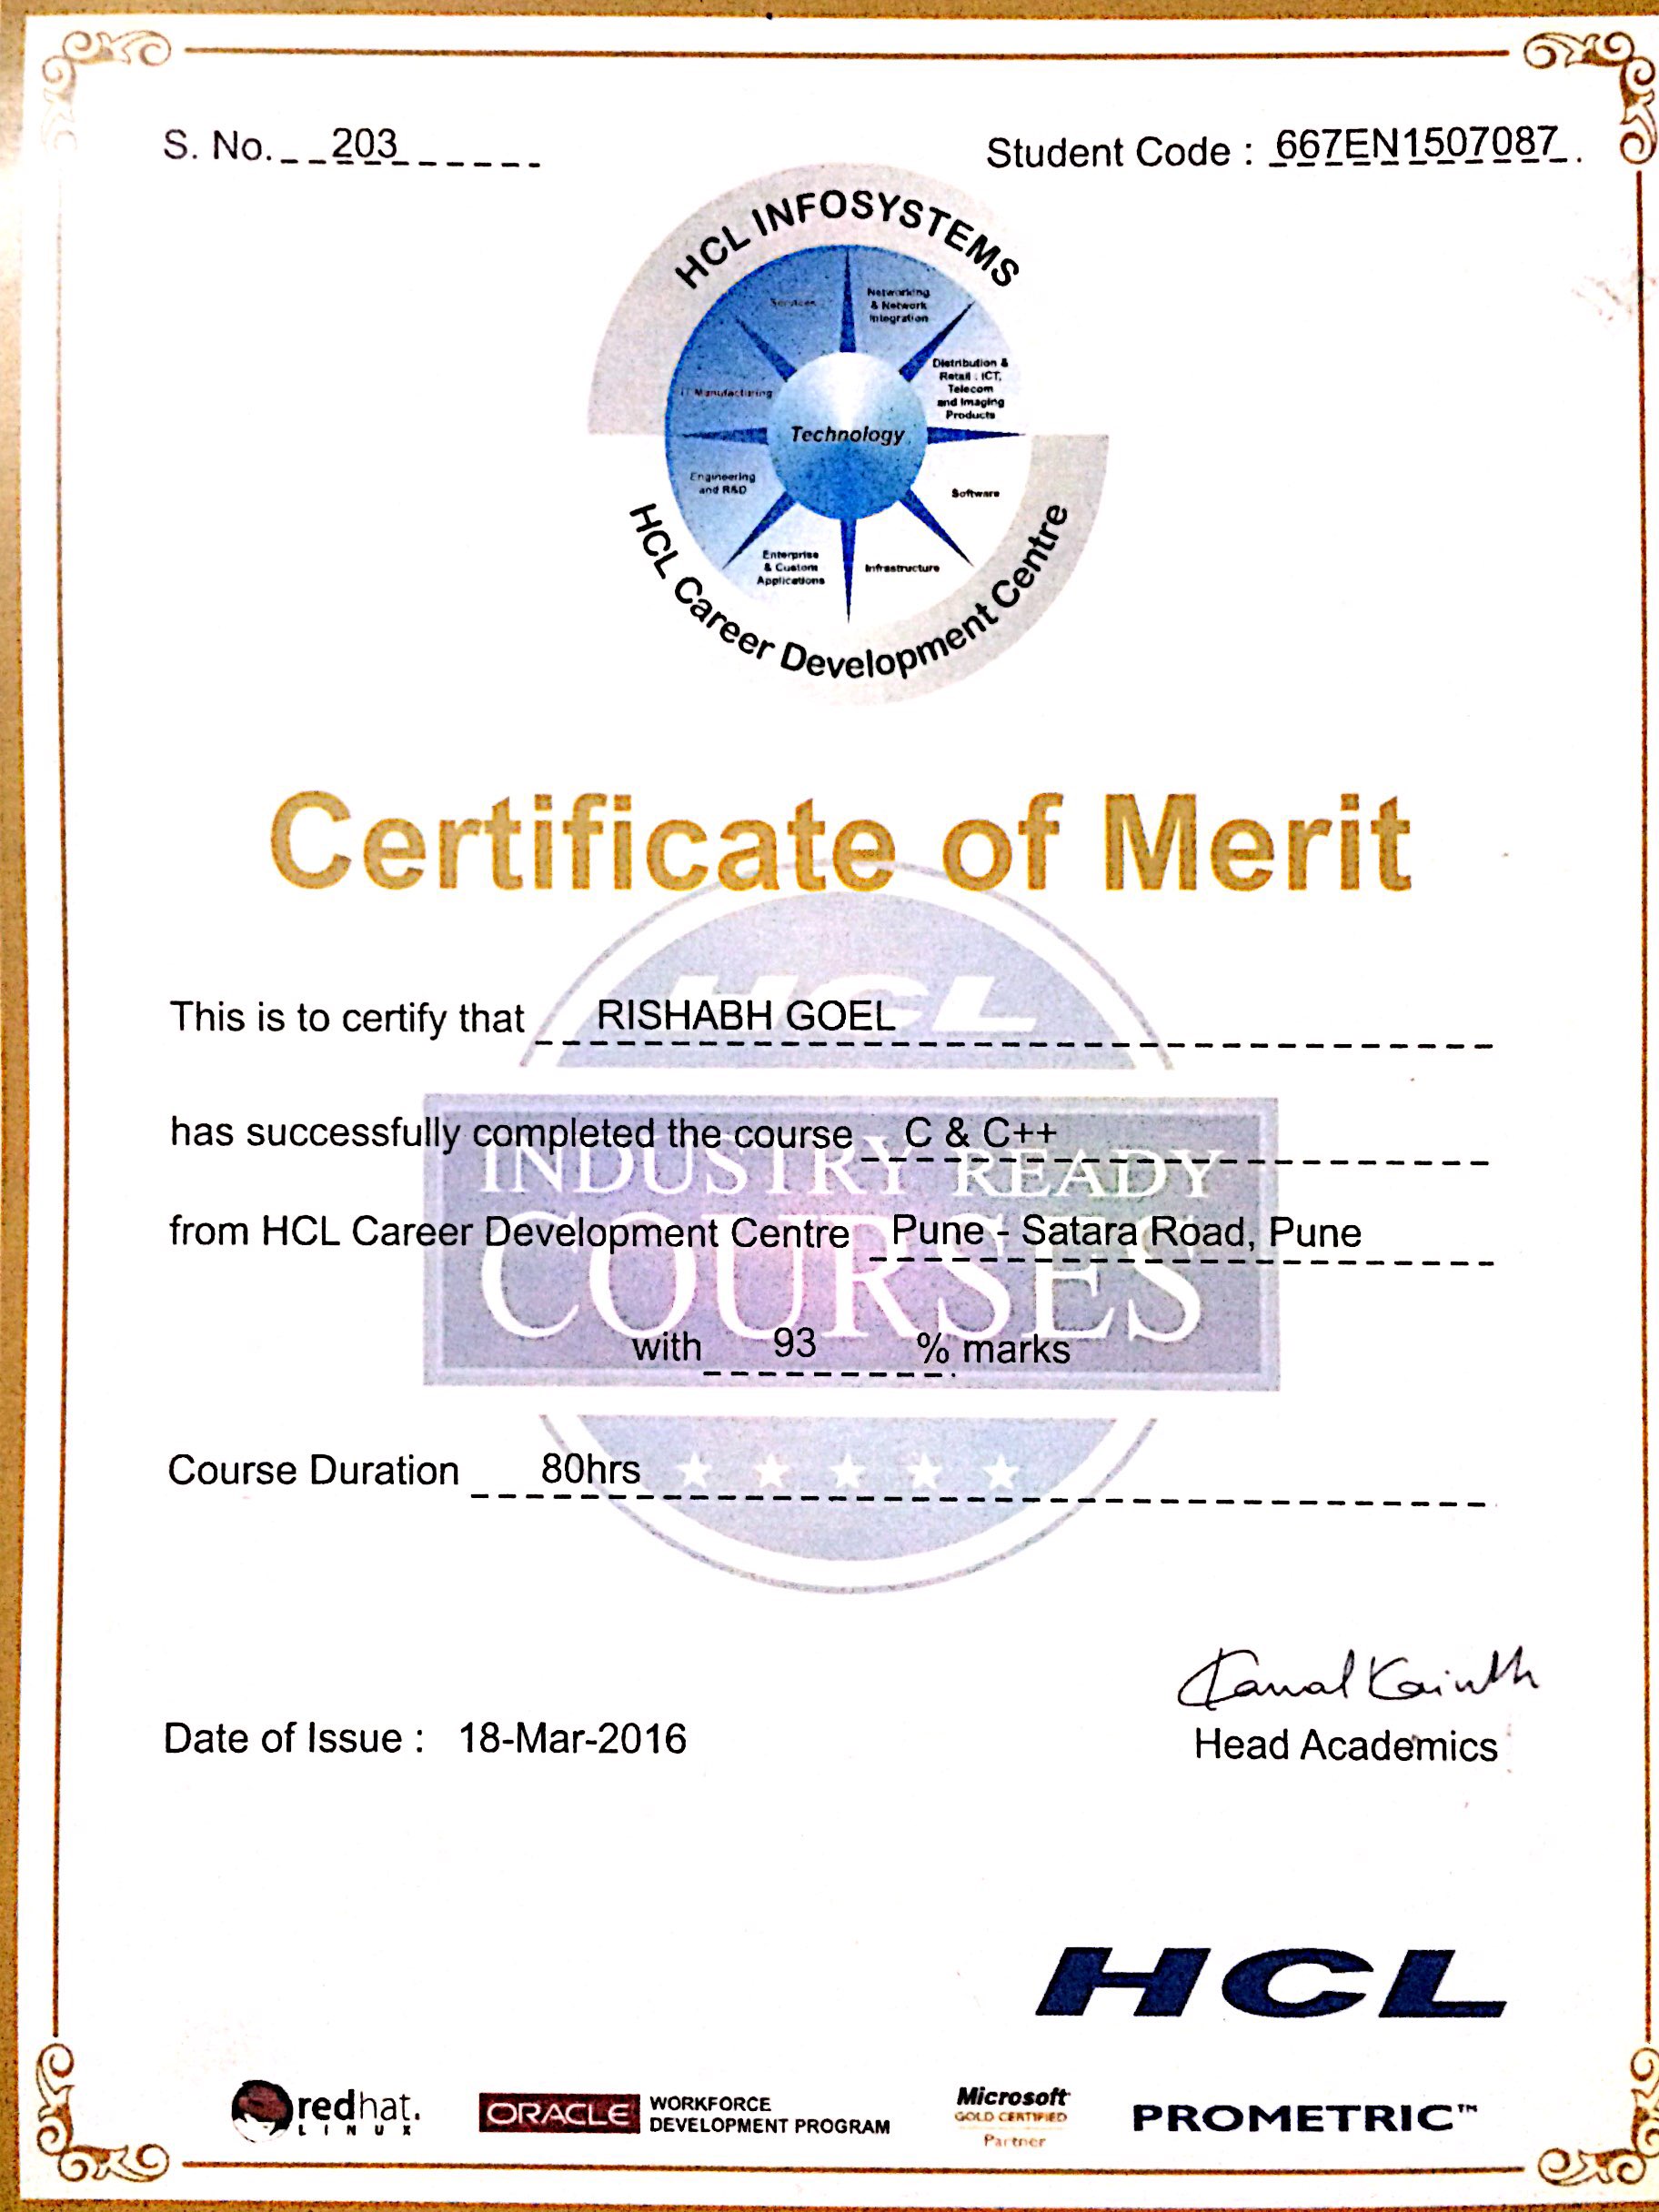 S. No. 203
Student Code : 667EN1507087
HCL INFOSYSTEMS
Services
Networking
& Network
Integration
Distribution &
Retail : ICT,
Telecom
and Imaging
Products
IT Manufacturing
Technology
Engineering
and R&D
Software
Enterprise
& Custom
Applications
Infrastructure
HCL Career Development Centre
Certificate of Merit
HCL
This is to certify that RISHABH GOEL
has successfully completed the course C & C++
INDUSTRY READY
from HCL Career Development Centre Pune - Satara Road, Pune
COURSES
with 93 % marks
Course Duration 80hrs
Kamal Kainth
Date of Issue : 18-Mar-2016
Head Academics
HCL
redhat.
LINUX
ORACLE
WORKFORCE
DEVELOPMENT PROGRAM
Microsoft
GOLD CERTIFIED
Partner
PROMETRIC™